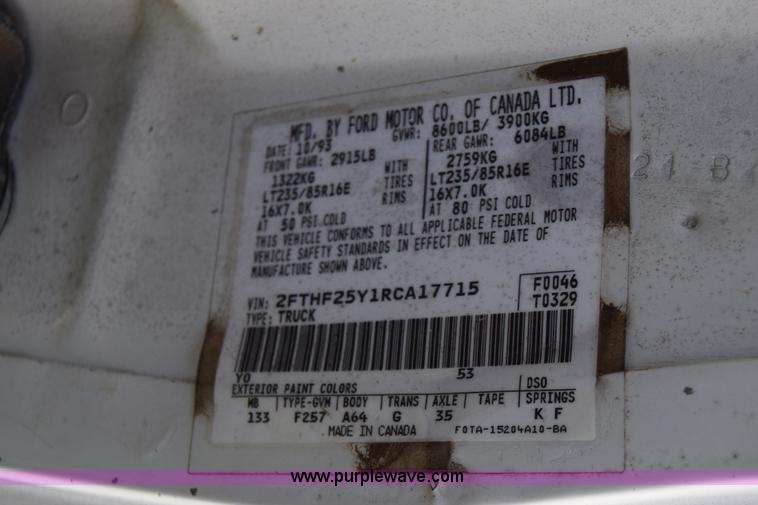 MFD. BY FORD MOTOR CO. OF CANADA LTD.
DATE: 10/93 GVWR: 8600LB/ 3900KG
FRONT GAWR: 2915LB REAR GAWR: 6084LB
1322KG WITH 2759KG WITH
LT235/85R16E TIRES LT235/85R16E TIRES
16X7.0K RIMS 16X7.0K RIMS
AT 50 PSI.COLD AT 80 PSI COLD
THIS VEHICLE CONFORMS TO ALL APPLICABLE FEDERAL MOTOR
VEHICLE SAFETY STANDARDS IN EFFECT ON THE DATE OF
MANUFACTURE SHOWN ABOVE.
VIN: 2FTHF25Y1RCA17715 F0046
TYPE: TRUCK T0329
YO 53
EXTERIOR PAINT COLORS DSO
WB TYPE-GVM BODY TRANS AXLE TAPE SPRINGS
133 F257 A64 G 35 K F
MADE IN CANADA F0TA-15204A10-BA
www.purplewave.com